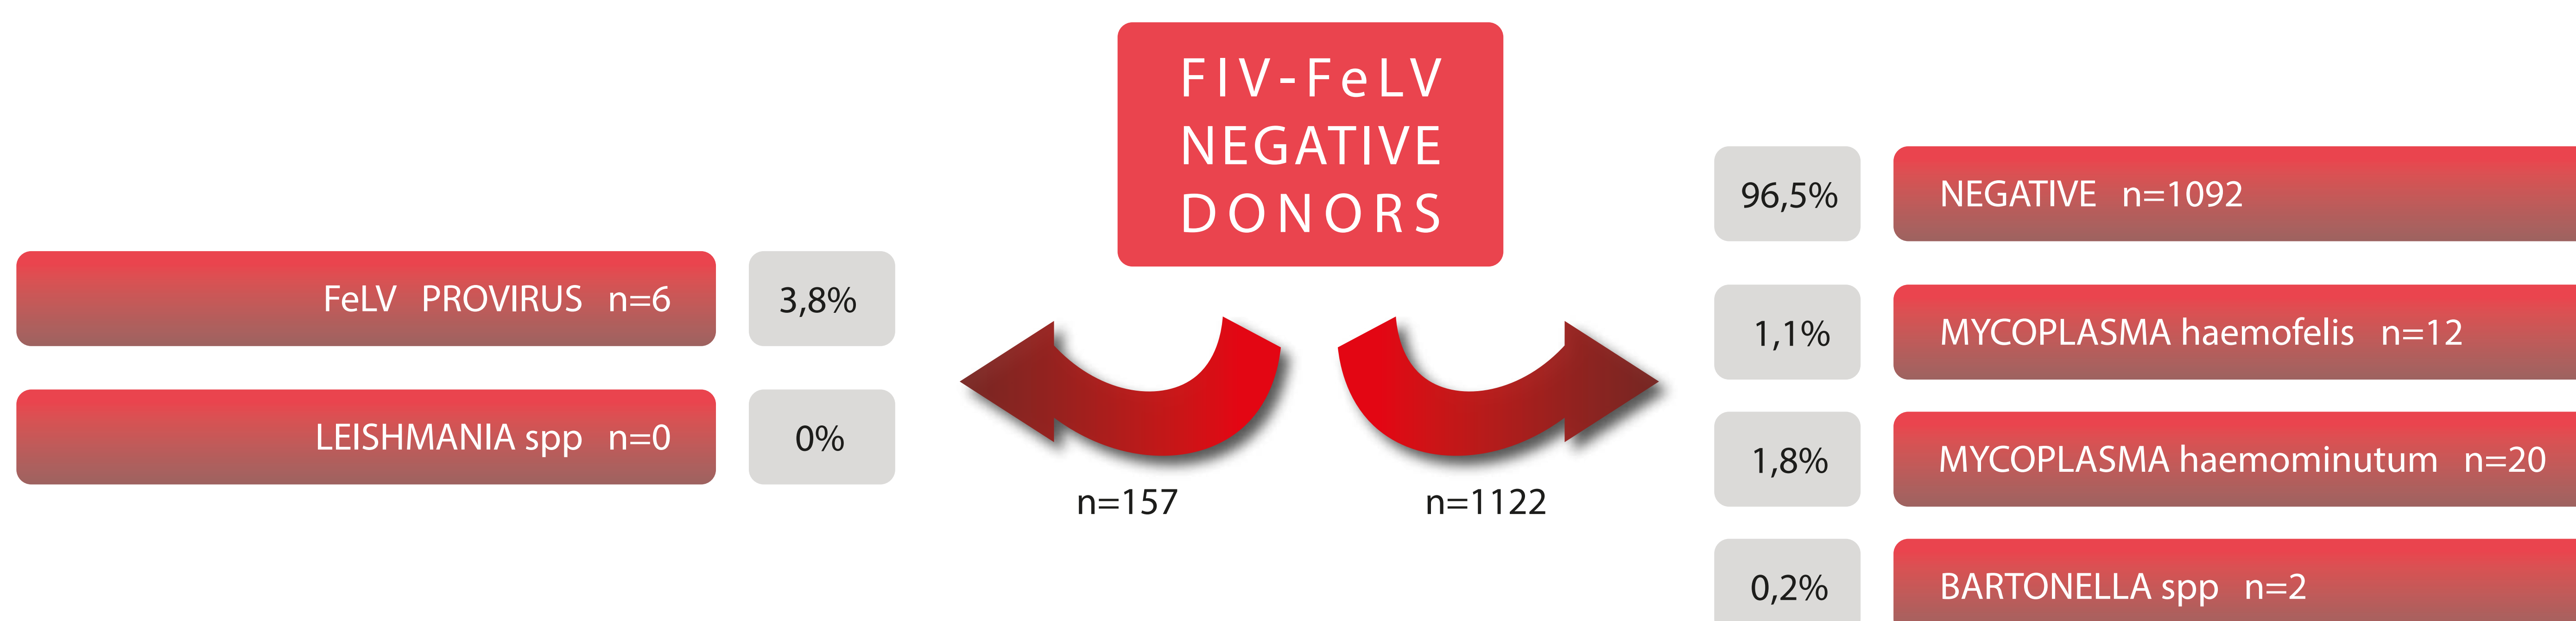 FIV-FeLV
NEGATIVE
DONORS
FeLV PROVIRUS n=6 3,8%
LEISHMANIA spp n=0 0%
n=157
n=1122
96,5% NEGATIVE n=1092
1,1% MYCOPLASMA haemofelis n=12
1,8% MYCOPLASMA haemominutum n=20
0,2% BARTONELLA spp n=2